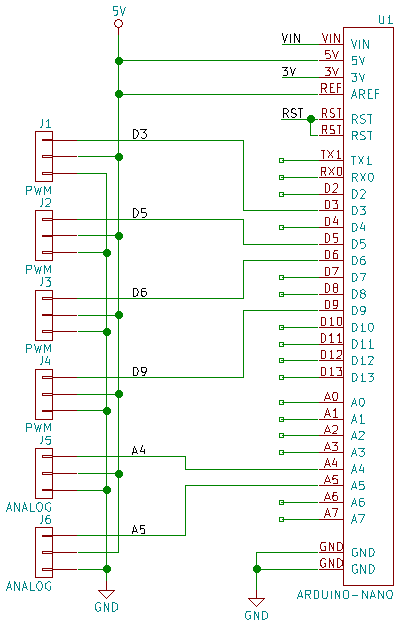 5V
U1
VIN VIN VIN
5V 5V
3V 3V 3V
REF AREF
RST RST RST
RST RST
J1
D3
TX1 TX1
RX0 RX0
D2 D2
PWM
J2
D3 D3
D5
D4 D4
D5 D5
PWM
D6 D6
J3
D7 D7
D6
D8 D8
D9 D9
D10 D10
D11 D11
PWM
J4
D12 D12
D9
D13 D13
A0 A0
A1 A1
PWM
A2 A2
J5
A4
A3 A3
A4 A4
A5 A5
ANALOG
A6 A6
J6
A7 A7
A5
GND GND
GND GND
ANALOG
ARDUINO-NANO
GND
GND